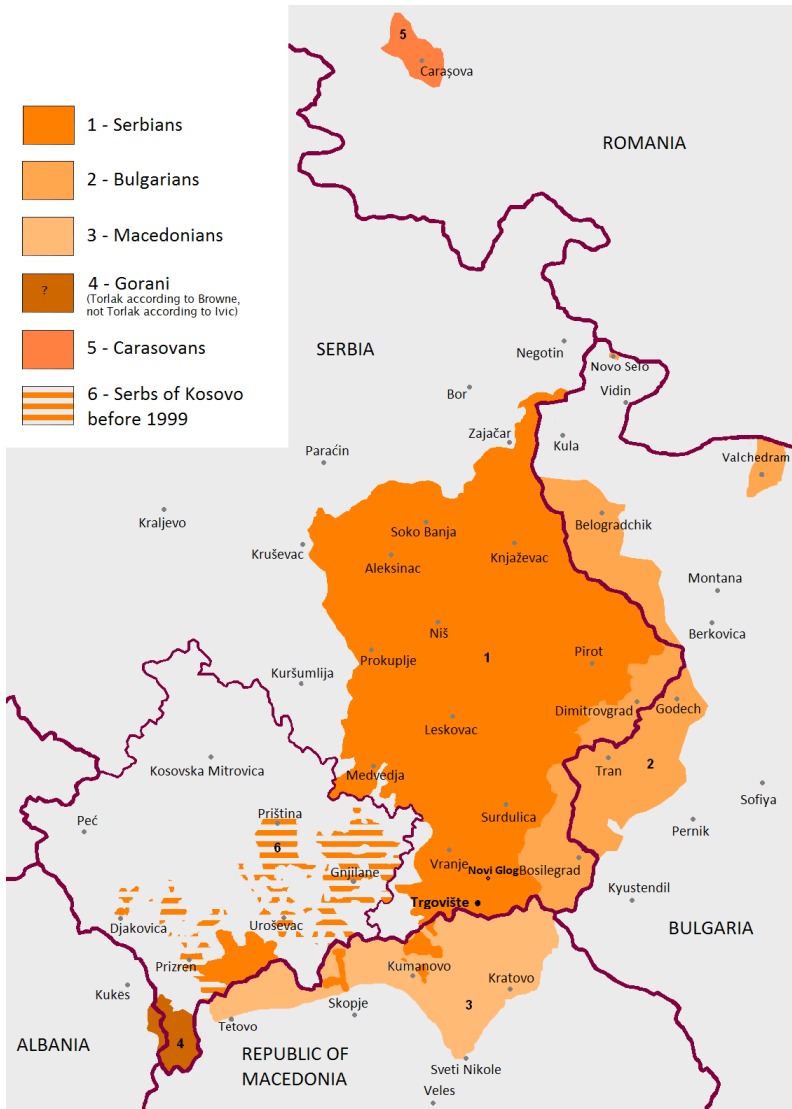 5
Carașova
ROMANIA
1 - Serbians
2 - Bulgarians
3 - Macedonians
?
4 - Gorani
(Torlak according to Browne,
not Torlak according to Ivic)
5 - Carasovans
6 - Serbs of Kosovo
before 1999
SERBIA
Negotin
Novo Selo
Bor
Vidin
Zajačar
Kula
Paraćin
Valchedram
Kraljevo
Soko Banja
Belogradchik
Kruševac
Aleksinac
Knjaževac
Montana
Niš
Berkovica
Prokuplje
1
Pirot
Kuršumlija
Dimitrovgrad
Godech
Leskovac
Kosovska Mitrovica
Medvedja
Tran
2
Sofiya
Peć
Priština
Surdulica
Pernik
6
Vranje
Novi Glog
Bosilegrad
Gnjilane
Kyustendil
Trgovište
Djakovica
Uroševac
BULGARIA
Prizren
Kumanovo
Kratovo
Kukës
Skopje
3
Tetovo
ALBANIA
4
REPUBLIC OF
MACEDONIA
Sveti Nikole
Veles